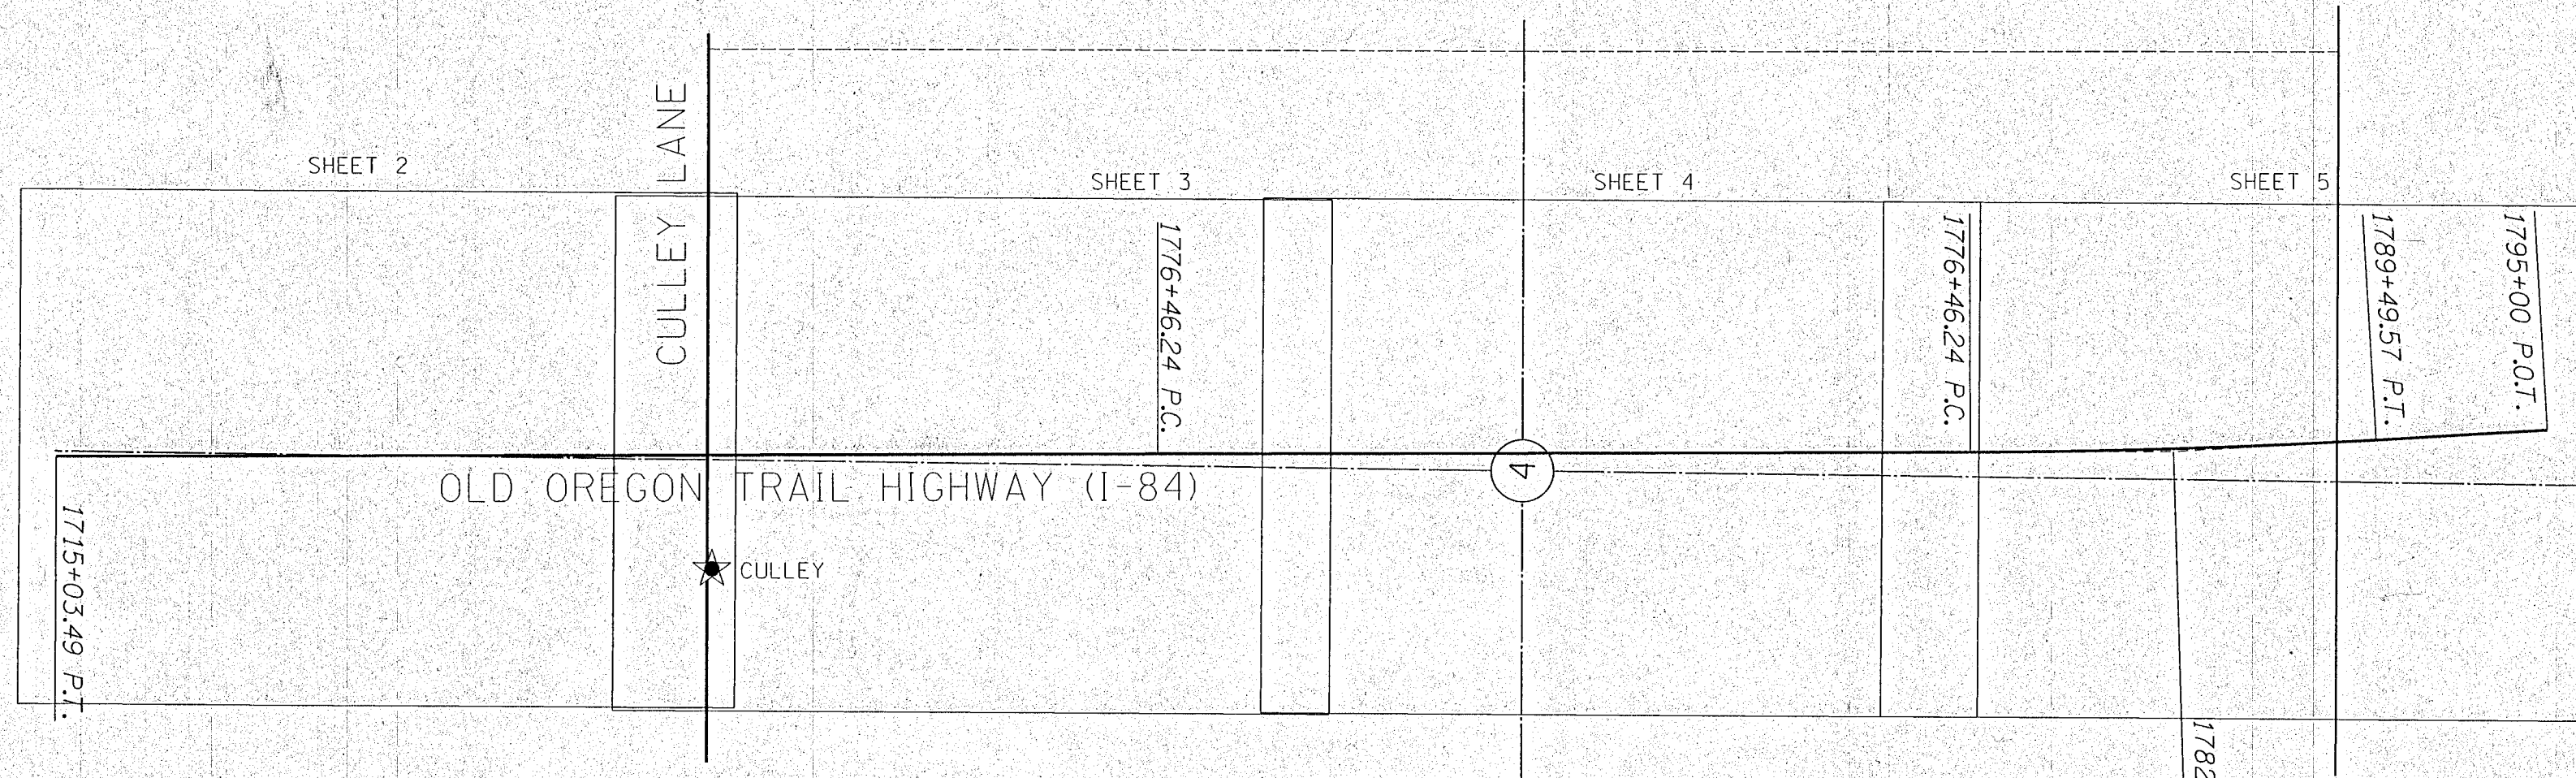 SHEET 2
CULLEY LANE
SHEET 3
SHEET 4
SHEET 5
1776+46.24 P.C.
1776+46.24 P.C.
1789+49.57 P.T.
1795+00 P.O.T.
OLD OREGON TRAIL HIGHWAY (I-84)
4
1715+03.49 P.T.
CULLEY
1782